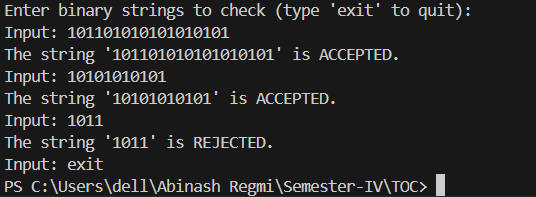 Enter binary strings to check (type 'exit' to quit):
Input: 101101010101010101
The string '101101010101010101' is ACCEPTED.
Input: 10101010101
The string '10101010101' is ACCEPTED.
Input: 1011
The string '1011' is REJECTED.
Input: exit
PS C:\Users\dell\Abinash Regmi\Semester-IV\TOC>